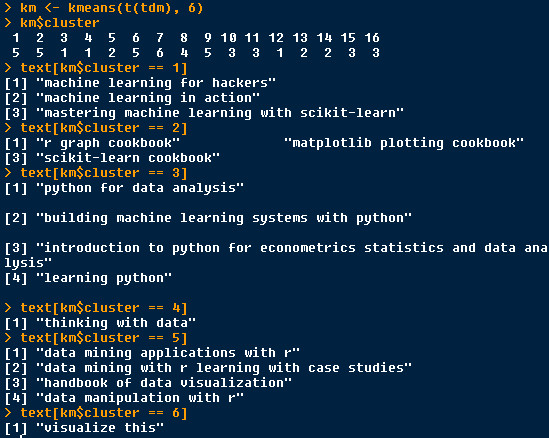 > km <- kmeans(t(tdm), 6)
> km$cluster
 1  2  3  4  5  6  7  8  9 10 11 12 13 14 15 16
 5  5  1  1  2  5  6  4  5  3  3  1  2  2  3  3
> text[km$cluster == 1]
[1] "machine learning for hackers"
[2] "machine learning in action"
[3] "mastering machine learning with scikit-learn"
> text[km$cluster == 2]
[1] "r graph cookbook"             "matplotlib plotting cookbook"
[3] "scikit-learn cookbook"
> text[km$cluster == 3]
[1] "python for data analysis"
[2] "building machine learning systems with python"
[3] "introduction to python for econometrics statistics and data ana
lysis"
[4] "learning python"
> text[km$cluster == 4]
[1] "thinking with data"
> text[km$cluster == 5]
[1] "data mining applications with r"
[2] "data mining with r learning with case studies"
[3] "handbook of data visualization"
[4] "data manipulation with r"
> text[km$cluster == 6]
[1] "visualize this"